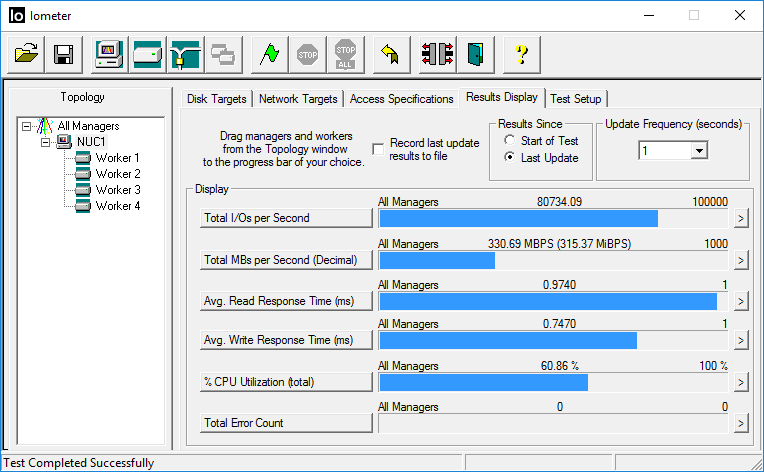 Io Iometer
STOP
STOP
ALL
?
Topology
All Managers
NUC1
Worker 1
Worker 2
Worker 3
Worker 4
Disk Targets Network Targets Access Specifications Results Display Test Setup
Drag managers and workers
from the Topology window
to the progress bar of your choice.
Record last update
results to file
Results Since
Start of Test
Last Update
Update Frequency (seconds)
1
Display
All Managers 80734.09 100000
Total I/Os per Second >
All Managers 330.69 MBPS (315.37 MiBPS) 1000
Total MBs per Second (Decimal) >
All Managers 0.9740 1
Avg. Read Response Time (ms) >
All Managers 0.7470 1
Avg. Write Response Time (ms) >
All Managers 60.86 % 100 %
% CPU Utilization (total) >
All Managers 0 0
Total Error Count >
Test Completed Successfully